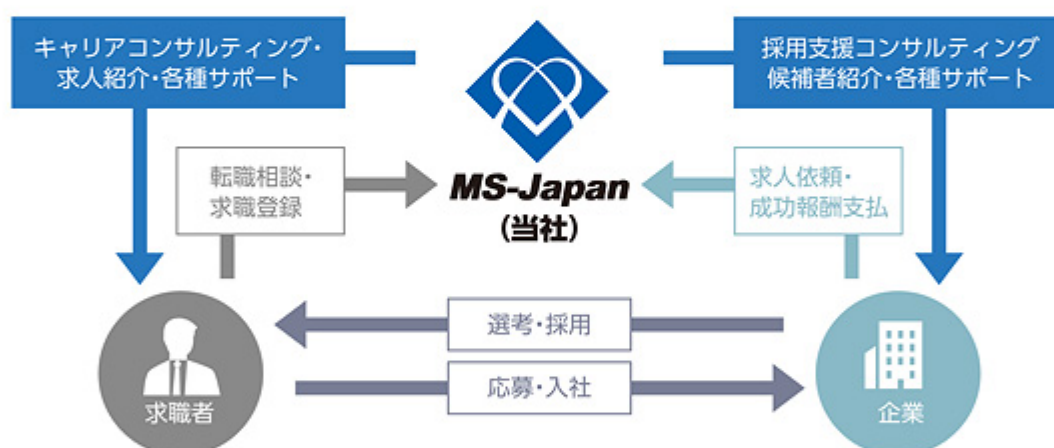 キャリアコンサルティング・
求人紹介・各種サポート
採用支援コンサルティング
候補者紹介・各種サポート
転職相談・
求職登録
MS-Japan
(当社)
求人依頼・
成功報酬支払
選考・採用
応募・入社
求職者
企業